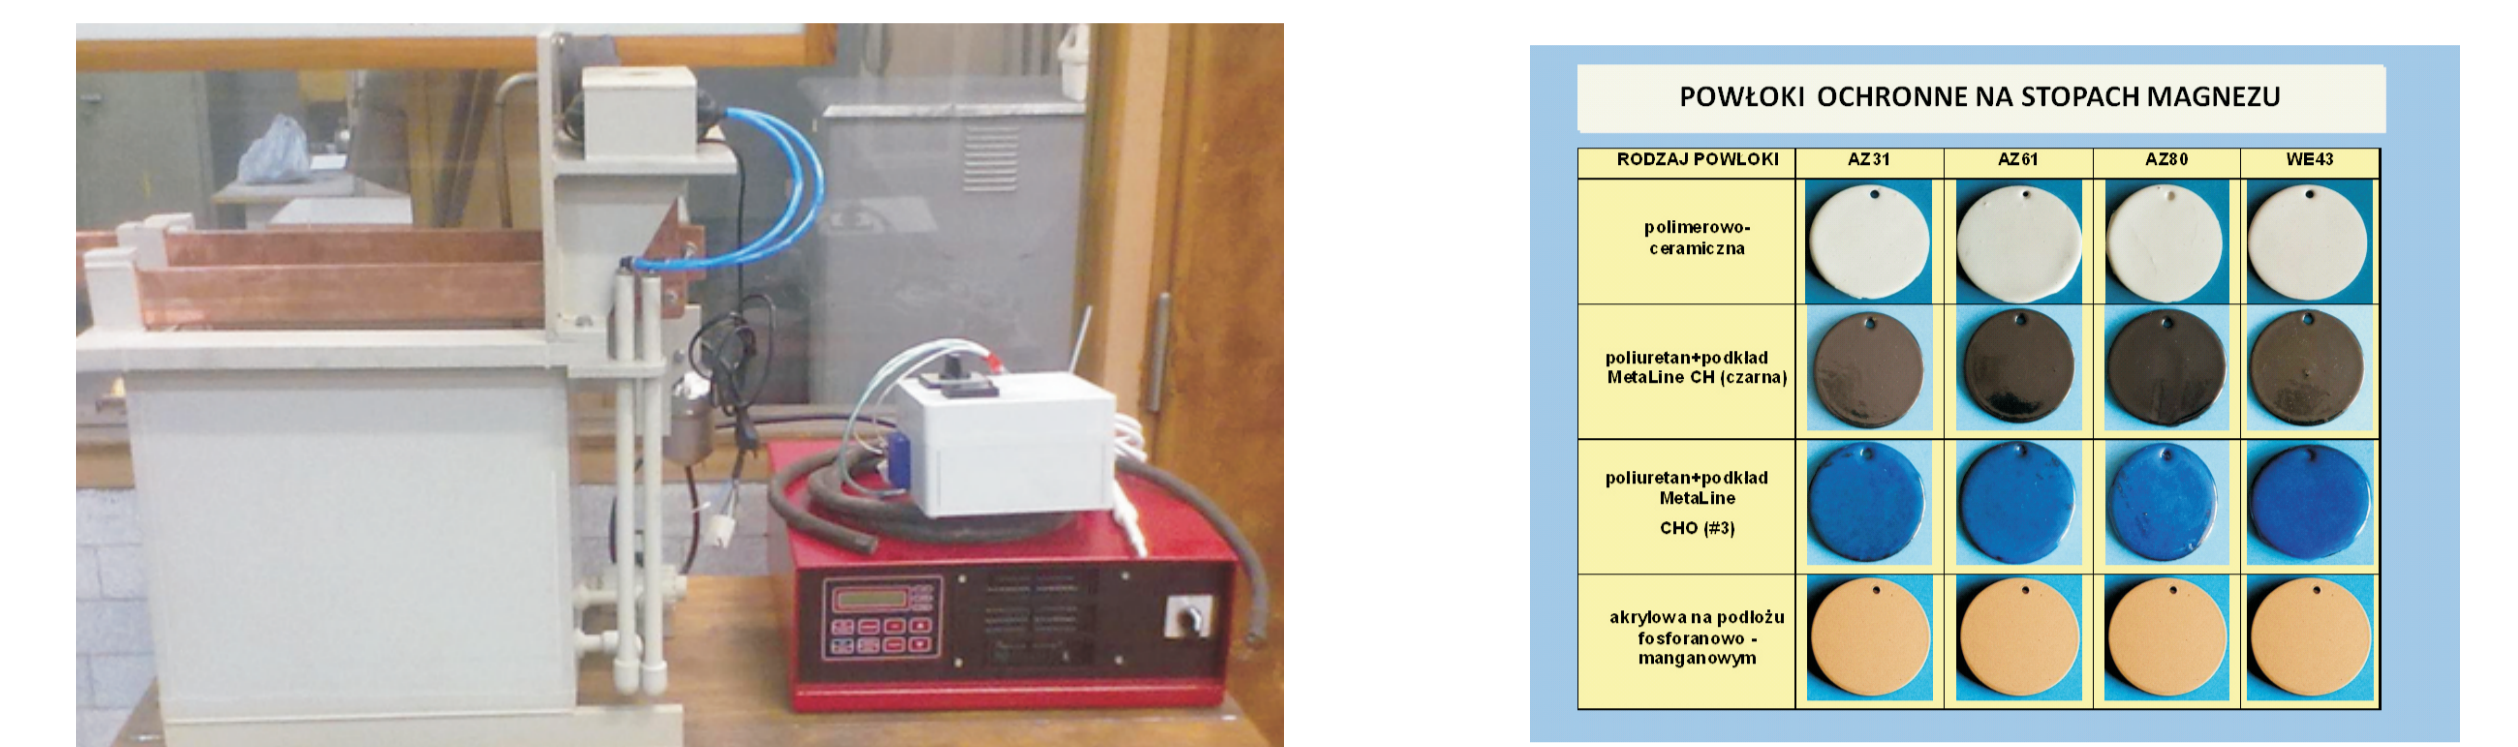 POWŁOKI OCHRONNE NA STOPACH MAGNEZU
RODZAJ POWLOKI AZ31 AZ61 AZ80 WE43
polimerowo-
ceramiczna
poliuretan+podklad
MetaLine CH (czarna)
poliuretan+podklad
MetaLine
CHO (#3)
akrylowa na podlożu
fosforanowo -
manganowym